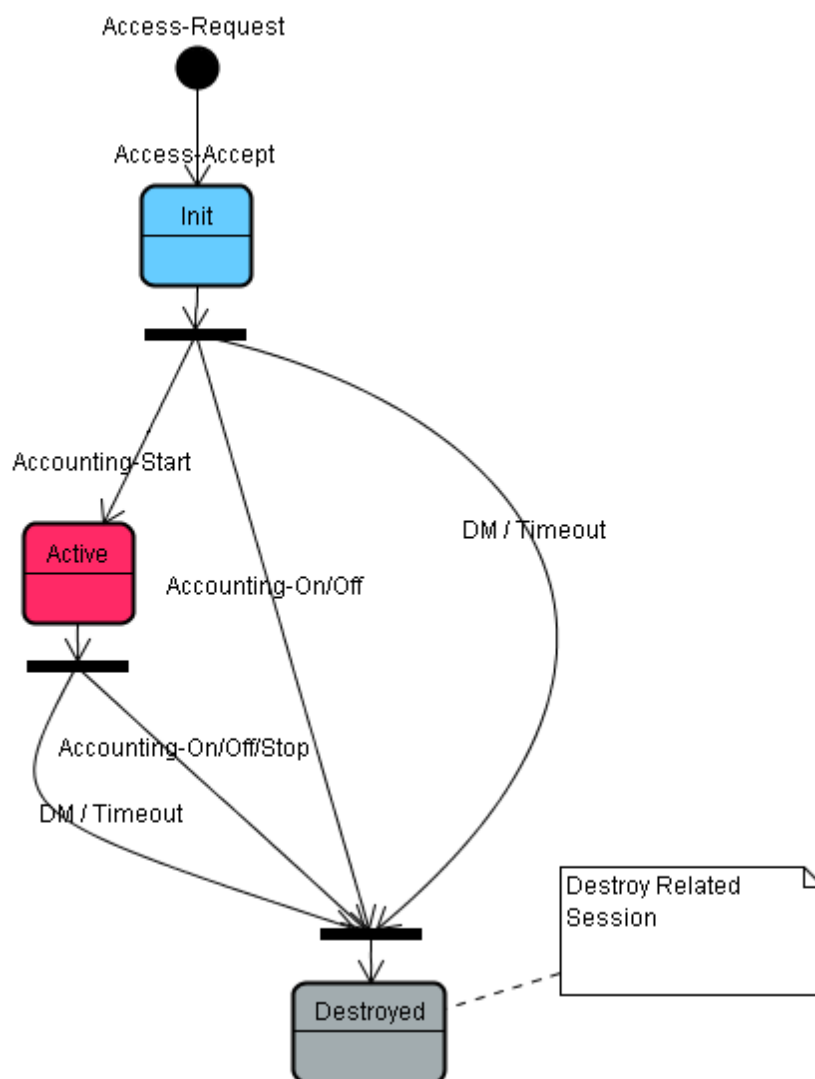 Access-Request
Access-Accept
Init
Accounting-Start
DM / Timeout
Active
Accounting-On/Off
Accounting-On/Off/Stop
DM / Timeout
Destroy Related
Session
Destroyed